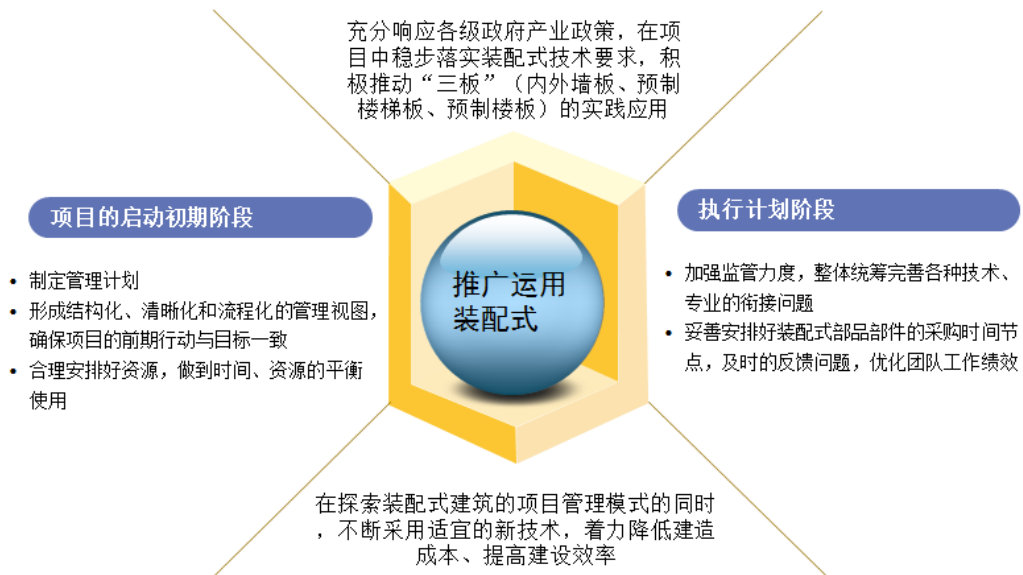 充分响应各级政府产业政策，在项
目中稳步落实装配式技术要求，积
极推动“三板”（内外墙板、预制
楼梯板、预制楼板）的实践应用
项目的启动初期阶段
• 制定管理计划
• 形成结构化、清晰化和流程化的管理视图，
确保项目的前期行动与目标一致
• 合理安排好资源，做到时间、资源的平衡
使用
推广运用
装配式
执行计划阶段
• 加强监管力度，整体统筹完善各种技术、
专业的衔接问题
• 妥善安排好装配式部品部件的采购时间节
点，及时的反馈问题，优化团队工作绩效
在探索装配式建筑的项目管理模式的同时
，不断采用适宜的新技术，着力降低建造
成本、提高建设效率